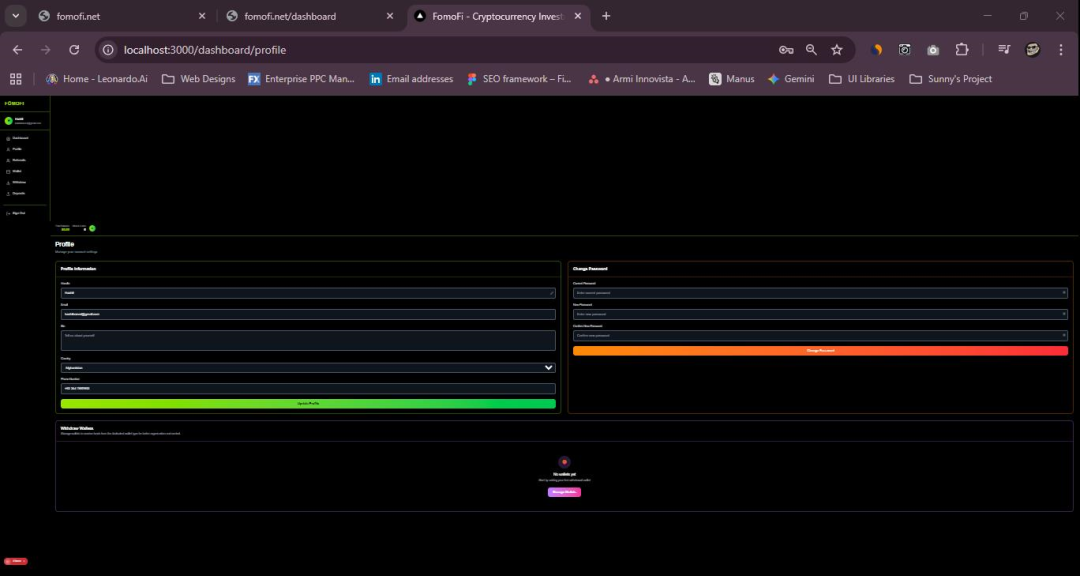 fomofi.net
fomofi.net/dashboard
FomoFi - Cryptocurrency Invest
localhost:3000/dashboard/profile
Home - Leonardo.Ai
Web Designs
Enterprise PPC Man...
Email addresses
SEO framework – Fi...
● Armi Innovista - A...
Manus
Gemini
UI Libraries
Sunny's Project
Dashboard
Profile
Referrals
Wallet
Withdraw
Deposits
Sign Out
Profile
Manage your account settings
Profile Information
Email
Bio
Tell us about yourself
Country
Afghanistan
Phone Number
Update Profile
Change Password
Current Password
Enter current password
New Password
Enter new password
Confirm New Password
Confirm new password
Change Password
Withdraw Wallets
No wallets yet
Manage Wallets